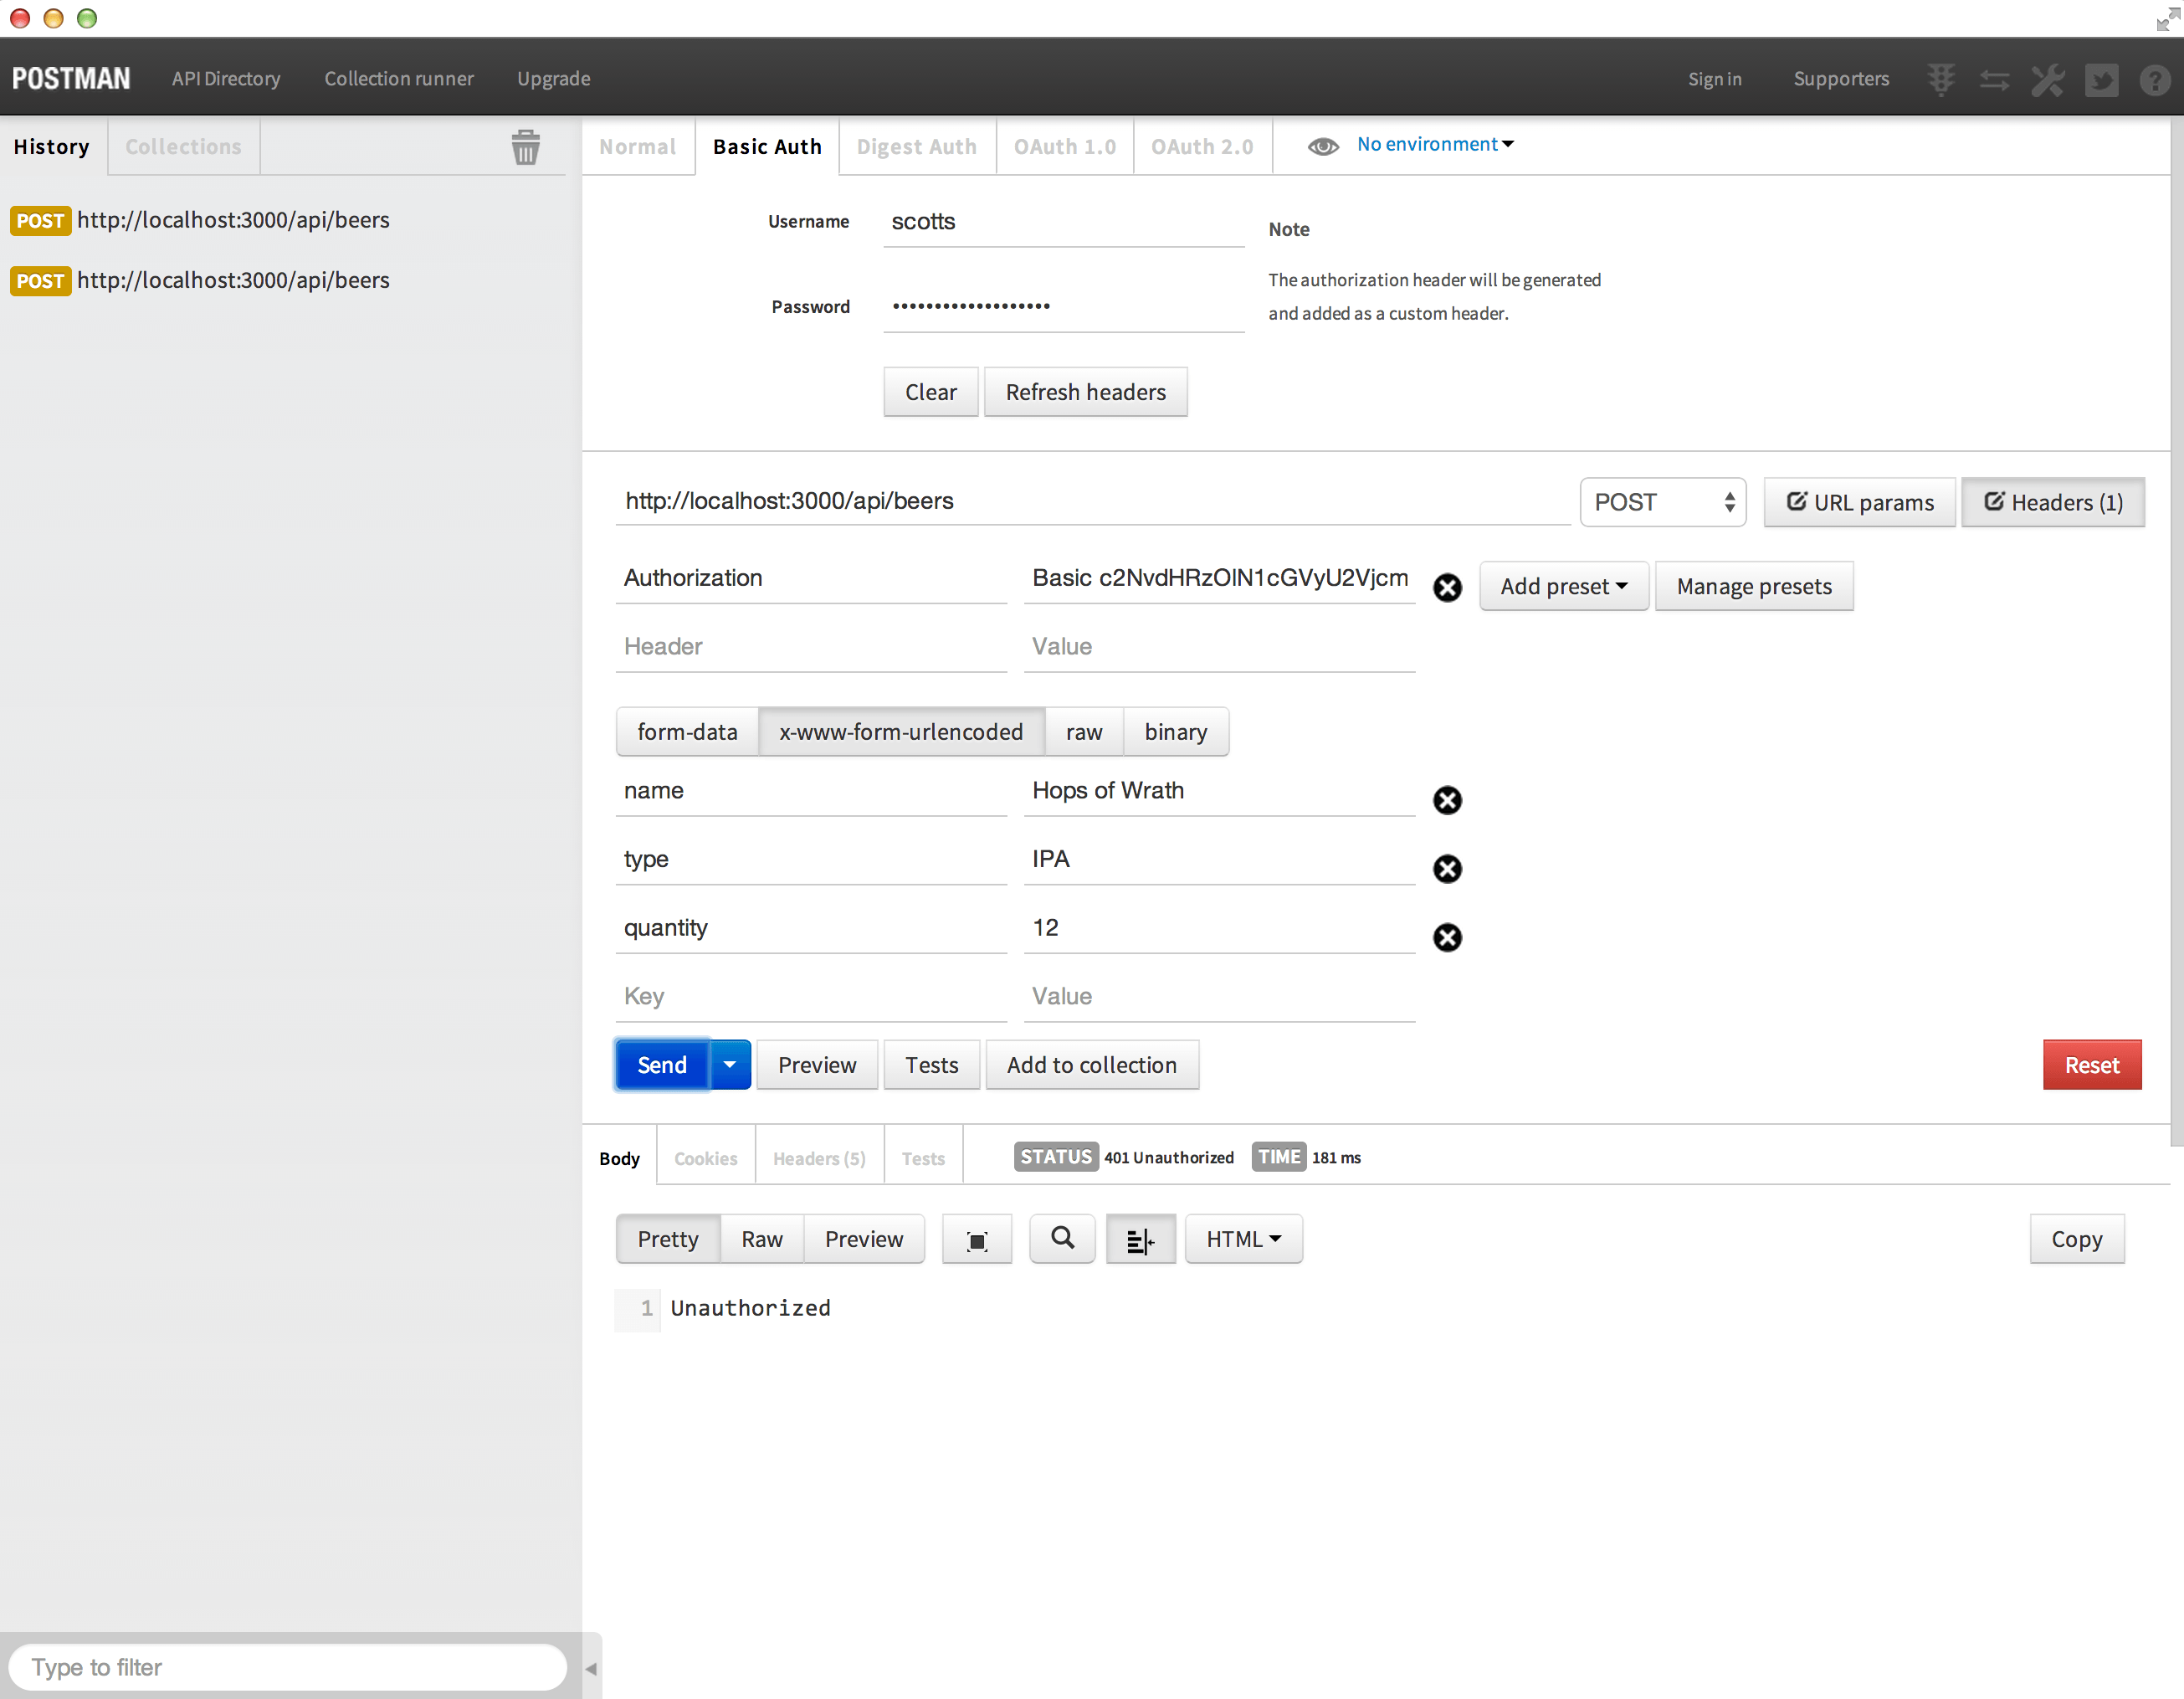 POSTMAN API Directory Collection runner Upgrade Sign in Supporters
History Collections
POST http://localhost:3000/api/beers
POST http://localhost:3000/api/beers
Type to filter
Normal Basic Auth Digest Auth OAuth 1.0 OAuth 2.0 No environment
Username scotts Note
The authorization header will be generated
Password •••••••••••••••••••
and added as a custom header.
Clear Refresh headers
http://localhost:3000/api/beers POST URL params Headers (1)
Authorization Basic c2NvdHRzOlN1cGVyU2Vjcm Add preset Manage presets
Header Value
form-data x-www-form-urlencoded raw binary
name Hops of Wrath
type IPA
quantity 12
Key Value
Send Preview Tests Add to collection Reset
Body Cookies Headers (5) Tests STATUS 401 Unauthorized TIME 181 ms
Pretty Raw Preview HTML Copy
1 Unauthorized